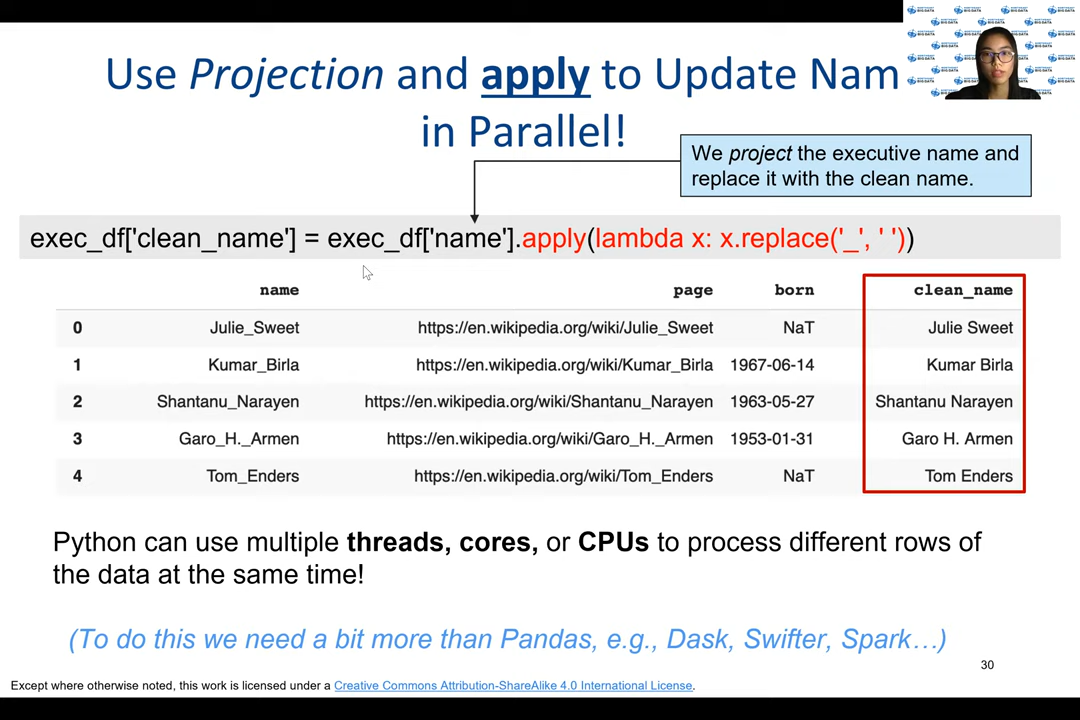 Use Projection and apply to Update Nam
in Parallel!
We project the executive name and
replace it with the clean name.
exec_df['clean_name'] = exec_df['name'].apply(lambda x: x.replace('_', ' '))
name page born clean_name
0 Julie_Sweet https://en.wikipedia.org/wiki/Julie_Sweet NaT Julie Sweet
1 Kumar_Birla https://en.wikipedia.org/wiki/Kumar_Birla 1967-06-14 Kumar Birla
2 Shantanu_Narayen https://en.wikipedia.org/wiki/Shantanu_Narayen 1963-05-27 Shantanu Narayen
3 Garo_H._Armen https://en.wikipedia.org/wiki/Garo_H._Armen 1953-01-31 Garo H. Armen
4 Tom_Enders https://en.wikipedia.org/wiki/Tom_Enders NaT Tom Enders
Python can use multiple threads, cores, or CPUs to process different rows of
the data at the same time!
(To do this we need a bit more than Pandas, e.g., Dask, Swifter, Spark…)
30
Except where otherwise noted, this work is licensed under a Creative Commons Attribution-ShareAlike 4.0 International License.